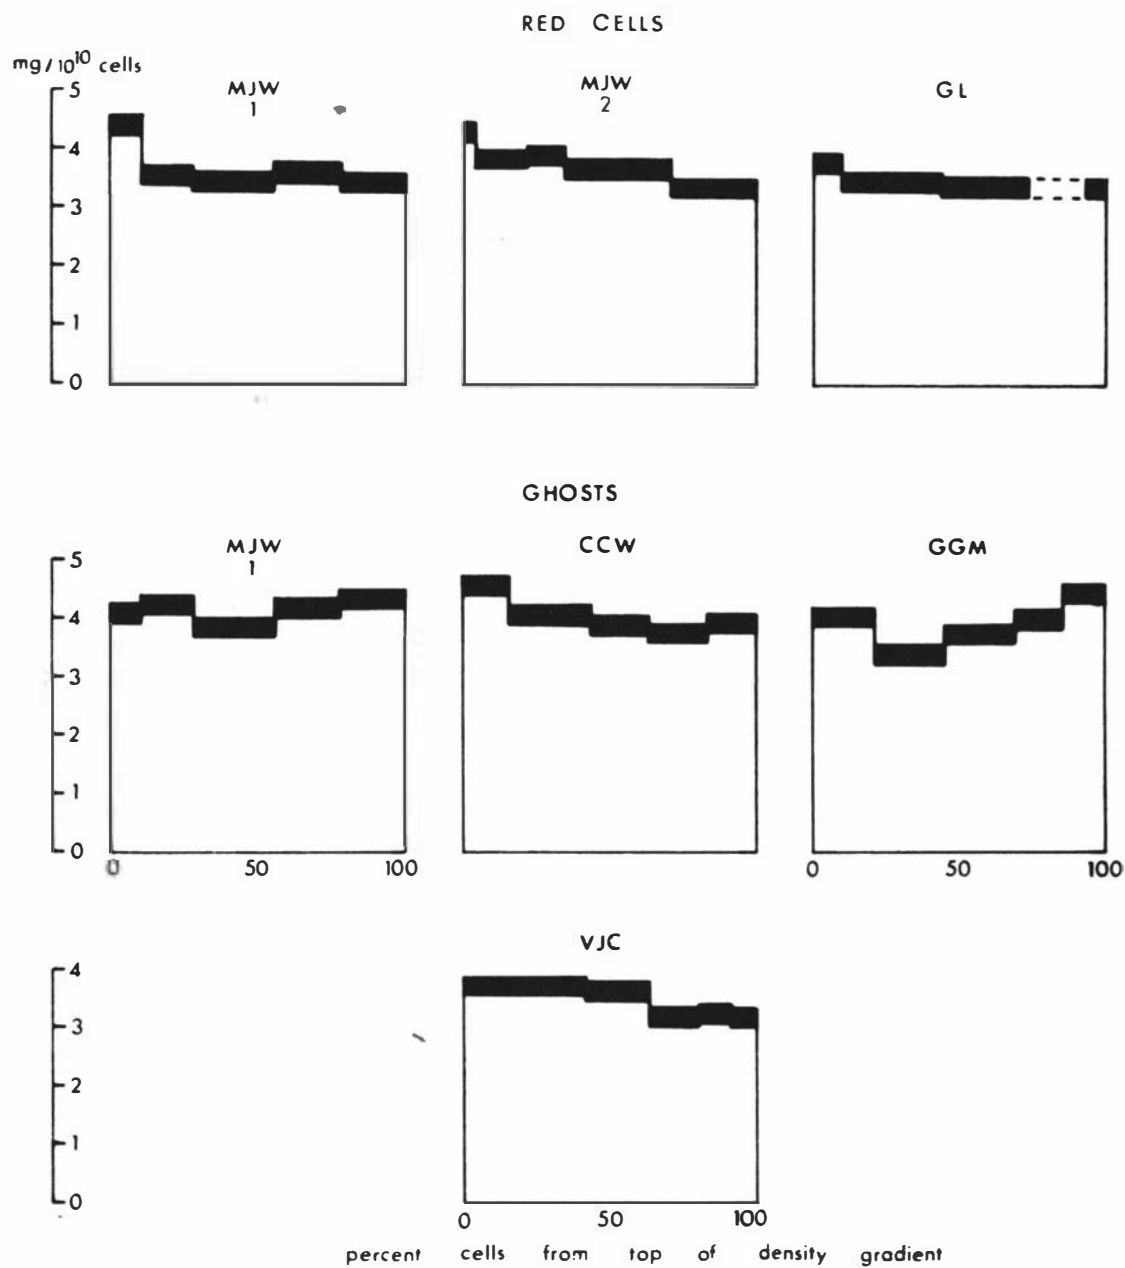 RED CELLS
mg/10¹⁰ cells
MJW
1
MJW
2
GL
5
4
3
2
1
0
GHOSTS
MJW
1
CCW
GGM
5
4
3
2
1
0
0 50 100
0 50 100
VJC
4
3
2
1
0
0 50 100
percent cells from top of density gradient